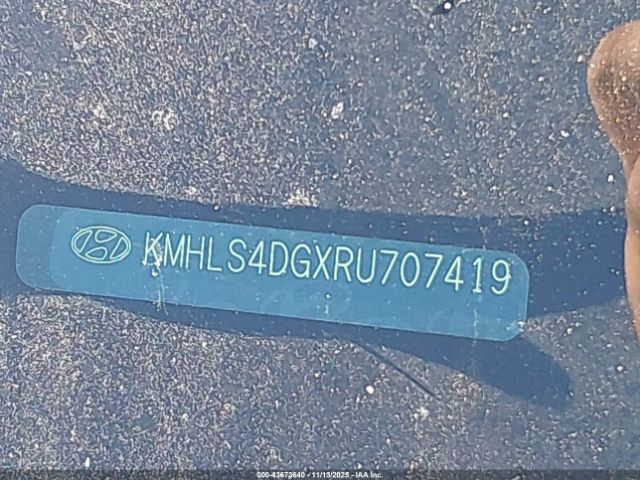 KMHLS4DGXRU707419
000-43673640 - 11/13/2025 - IAA Inc.